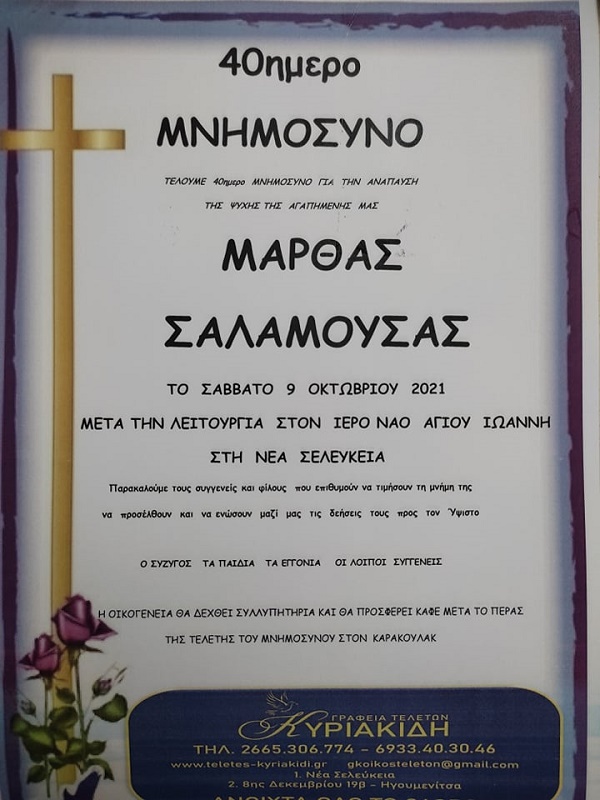 40ημερο
ΜΝΗΜΟΣΥΝΟ
ΤΕΛΟΥΜΕ 40ημερο ΜΝΗΜΟΣΥΝΟ ΓΙΑ ΤΗΝ ΑΝΑΠΑΥΣΗ
ΤΗΣ ΨΥΧΗΣ ΤΗΣ ΑΓΑΠΗΜΕΝΗΣ ΜΑΣ
ΜΑΡΘΑΣ
ΣΑΛΑΜΟΥΣΑΣ
ΤΟ ΣΑΒΒΑΤΟ 9 ΟΚΤΩΒΡΙΟΥ 2021
ΜΕΤΑ ΤΗΝ ΛΕΙΤΟΥΡΓΙΑ ΣΤΟΝ ΙΕΡΟ ΝΑΟ ΑΓΙΟΥ ΙΩΑΝΝΗ
ΣΤΗ ΝΕΑ ΣΕΛΕΥΚΕΙΑ
Παρακαλούμε τους συγγενείς και φίλους που επιθυμούν να τιμήσουν τη μνήμη της
να προσέλθουν και να ενώσουν μαζί μας τις δεήσεις τους προς τον Ύψιστο
Ο ΣΥΖΥΓΟΣ ΤΑ ΠΑΙΔΙΑ ΤΑ ΕΓΓΟΝΙΑ ΟΙ ΛΟΙΠΟΙ ΣΥΓΓΕΝΕΙΣ
Η ΟΙΚΟΓΕΝΕΙΑ ΘΑ ΔΕΧΘΕΙ ΣΥΛΛΥΠΗΤΗΡΙΑ ΚΑΙ ΘΑ ΠΡΟΣΦΕΡΕΙ ΚΑΦΕ ΜΕΤΑ ΤΟ ΠΕΡΑΣ
ΤΗΣ ΤΕΛΕΤΗΣ ΤΟΥ ΜΝΗΜΟΣΥΝΟΥ ΣΤΟΝ ΚΑΡΑΚΟΥΛΑΚ
ΓΡΑΦΕΙΑ ΤΕΛΕΤΩΝ
ΚΥΡΙΑΚΙΔΗ
ΤΗΛ. 2665.306.774 – 6933.40.30.46
www.teletes-kyriakidi.gr gkoikosteleton@gmail.com
1. Νέα Σελεύκεια
2. 8ης Δεκεμβρίου 19β - Ηγουμενίτσα